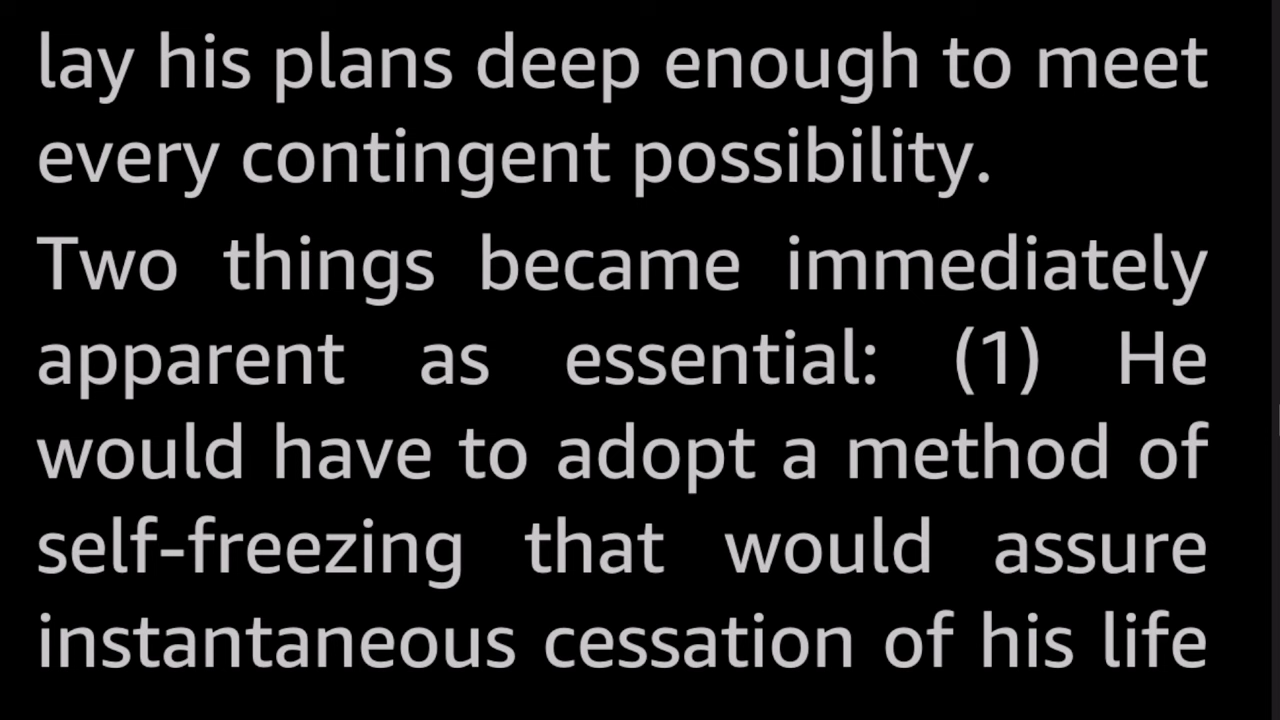 lay his plans deep enough to meet
every contingent possibility.
Two things became immediately
apparent as essential: (1) He
would have to adopt a method of
self-freezing that would assure
instantaneous cessation of his life